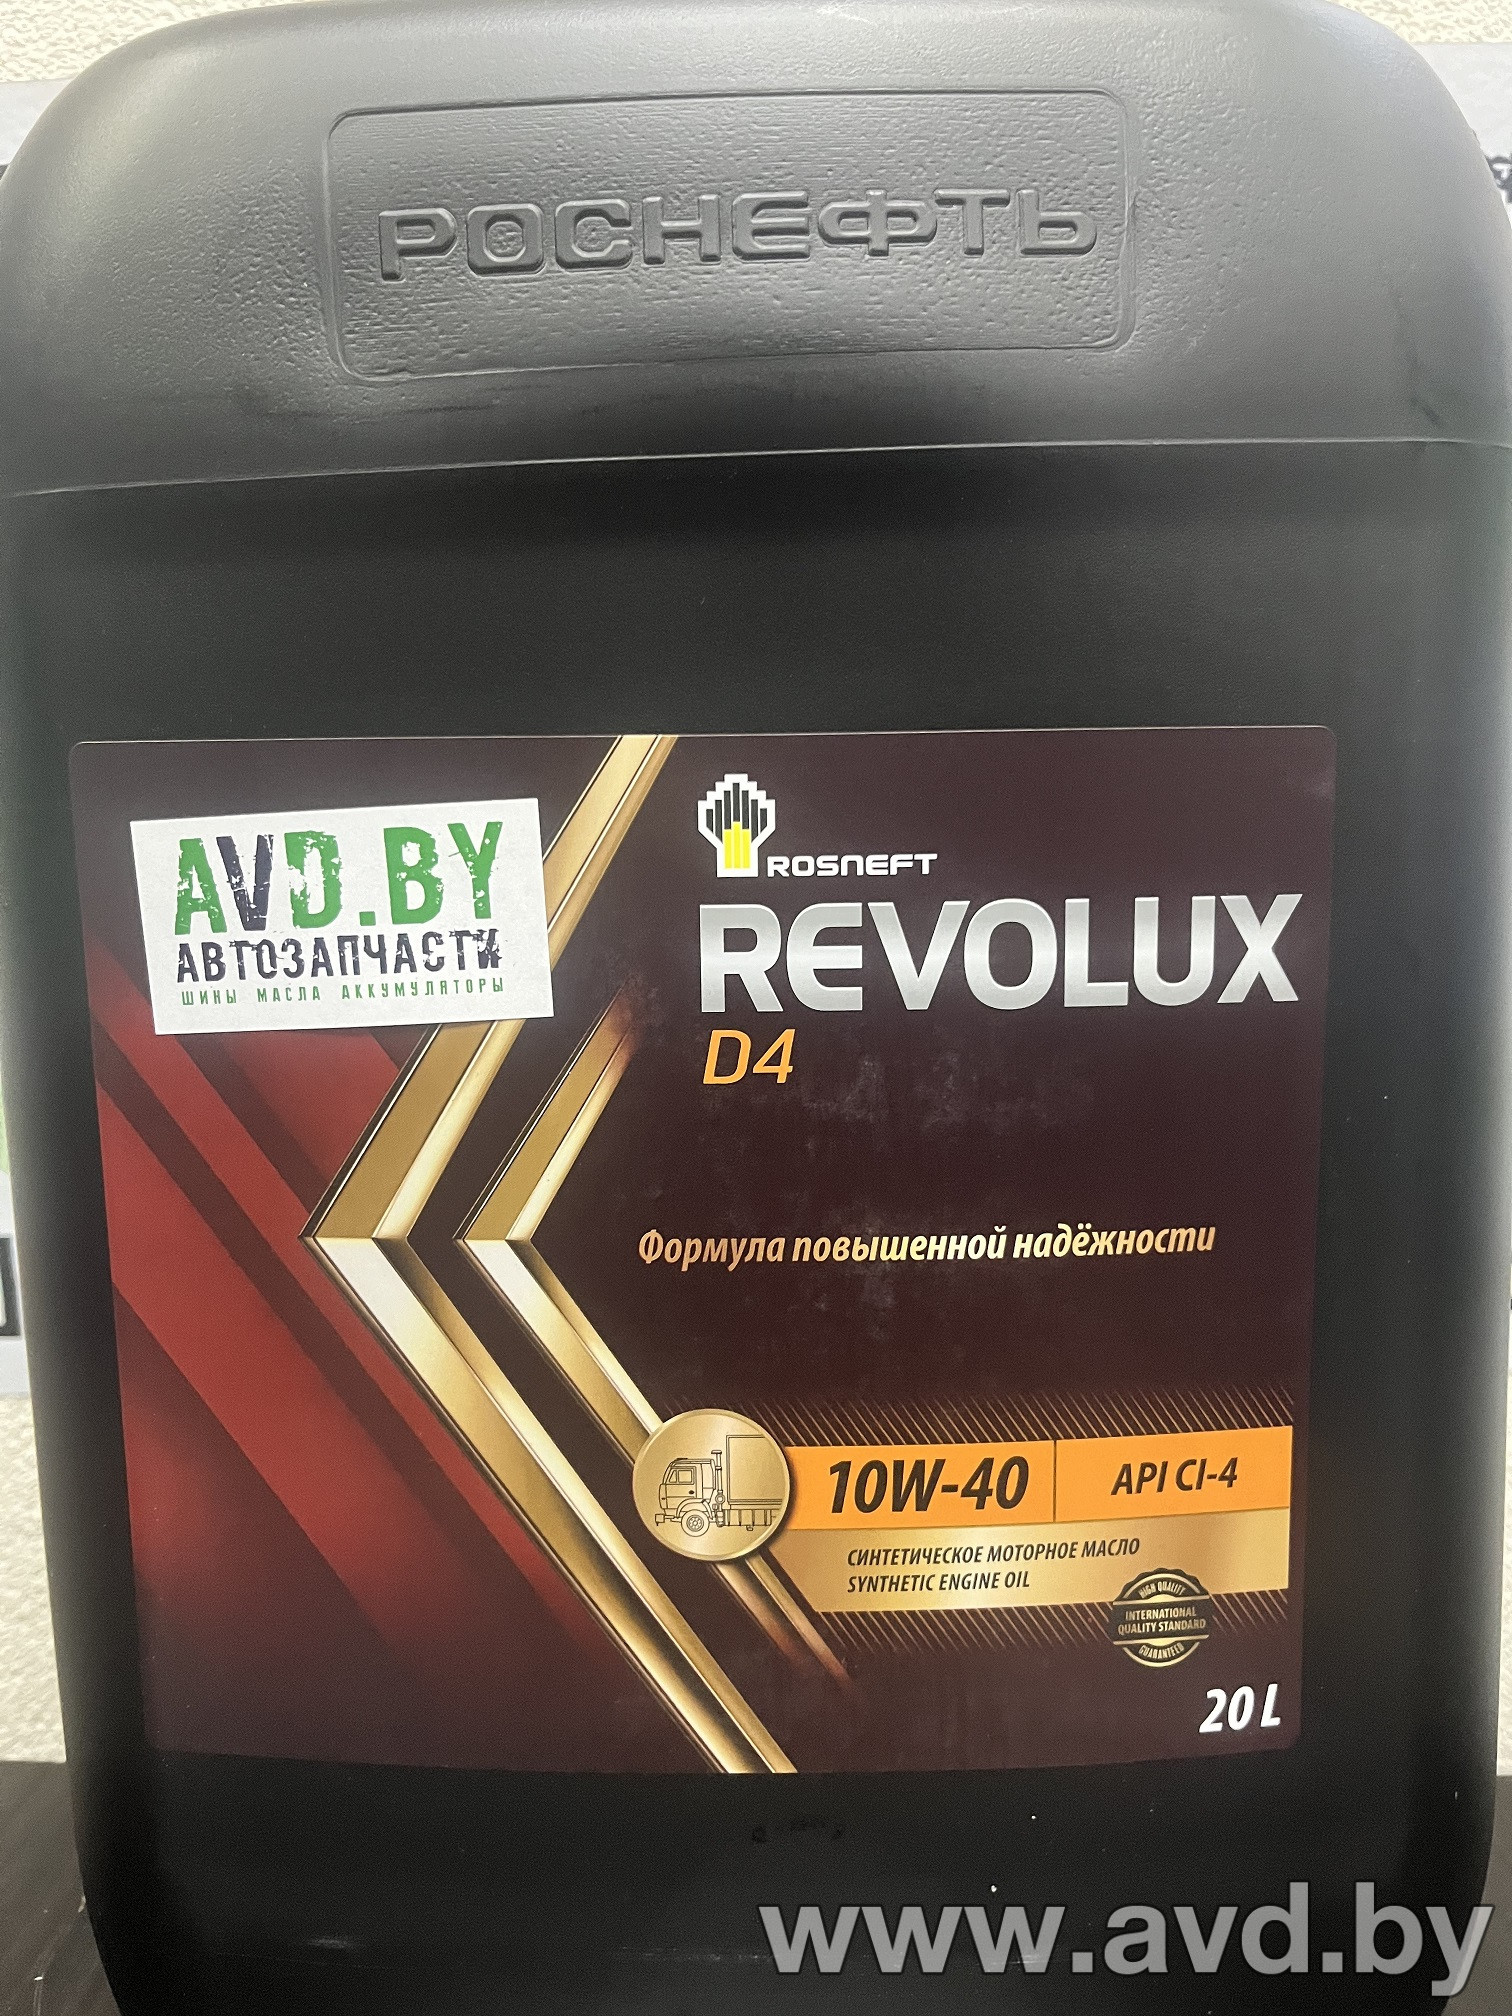 РОСНЕФТЬ
AVD.BY
АВТОЗАПЧАСТИ
ШИНЫ МАСЛА АККУМУЛЯТОРЫ
ROSNEFT
REVOLUX
D4
Формула повышенной надёжности
10W-40
API CI-4
СИНТЕТИЧЕСКОЕ МОТОРНОЕ МАСЛО
SYNTHETIC ENGINE OIL
HIGH QUALITY
INTERNATIONAL
QUALITY STANDARD
GUARANTEED
20 L
www.avd.by